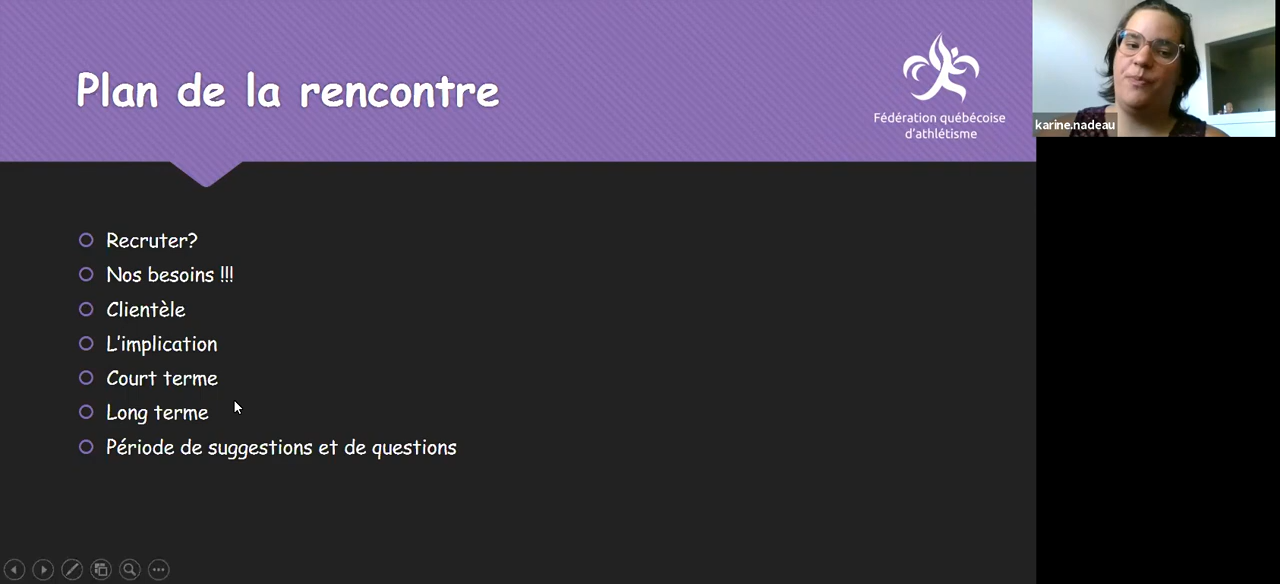 Plan de la rencontre
Fédération québécoise
d'athlétisme
karine.nadeau
Recruter?
Nos besoins !!!
Clientèle
L'implication
Court terme
Long terme
Période de suggestions et de questions